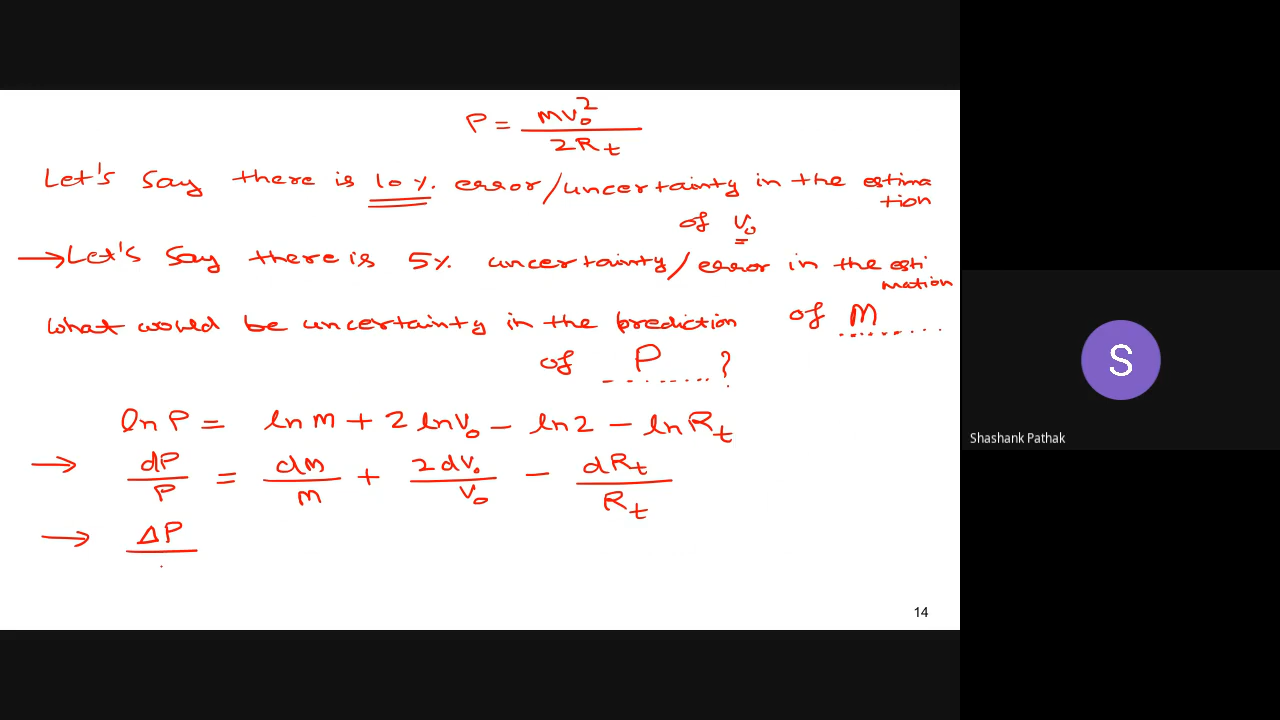 P = mv₀² / 2Rt
Let's say there is 10%. error/uncertainty in the estimation
of v₀
→ Let's say there is 5% uncertainty/error in the estimation
of m ........
what would be uncertainty in the prediction
of P ........?
ln P = ln m + 2 ln v₀ - ln 2 - ln Rt
→ dP/P = dm/m + 2dv₀/v₀ - dRt/Rt
→ ΔP
14
S
Shashank Pathak